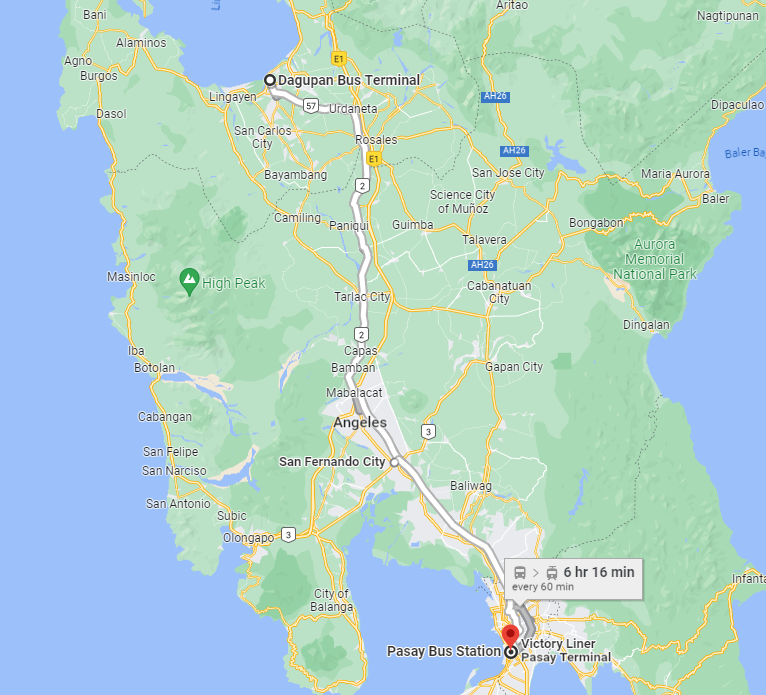 Bani
Aritao
Nagtipunan
Alaminos
E1
Agno
Burgos
Dagupan Bus Terminal
Lingayen
57
Urdaneta
AH26
Dipaculao
Dasol
San Carlos
City
Rosales
AH26
E1
Baler Ba
Bayambang
2
San Jose City
Maria Aurora
Science City
of Muñoz
Baler
Camiling
Paniqui
Guimba
Bongabon
Talavera
Aurora
Memorial
National Park
AH26
Masinloc
High Peak
Tarlac City
Cabanatuan
City
Dingalan
2
Iba
Capas
Botolan
Bamban
Gapan City
Mabalacat
Cabangan
Angeles
3
San Felipe
San Fernando City
San Narciso
Baliwag
San Antonio
Subic
Olongapo
3
6 hr 16 min
every 60 min
Infanta
City of
Balanga
Pasay Bus Station
Victory Liner
Pasay Terminal